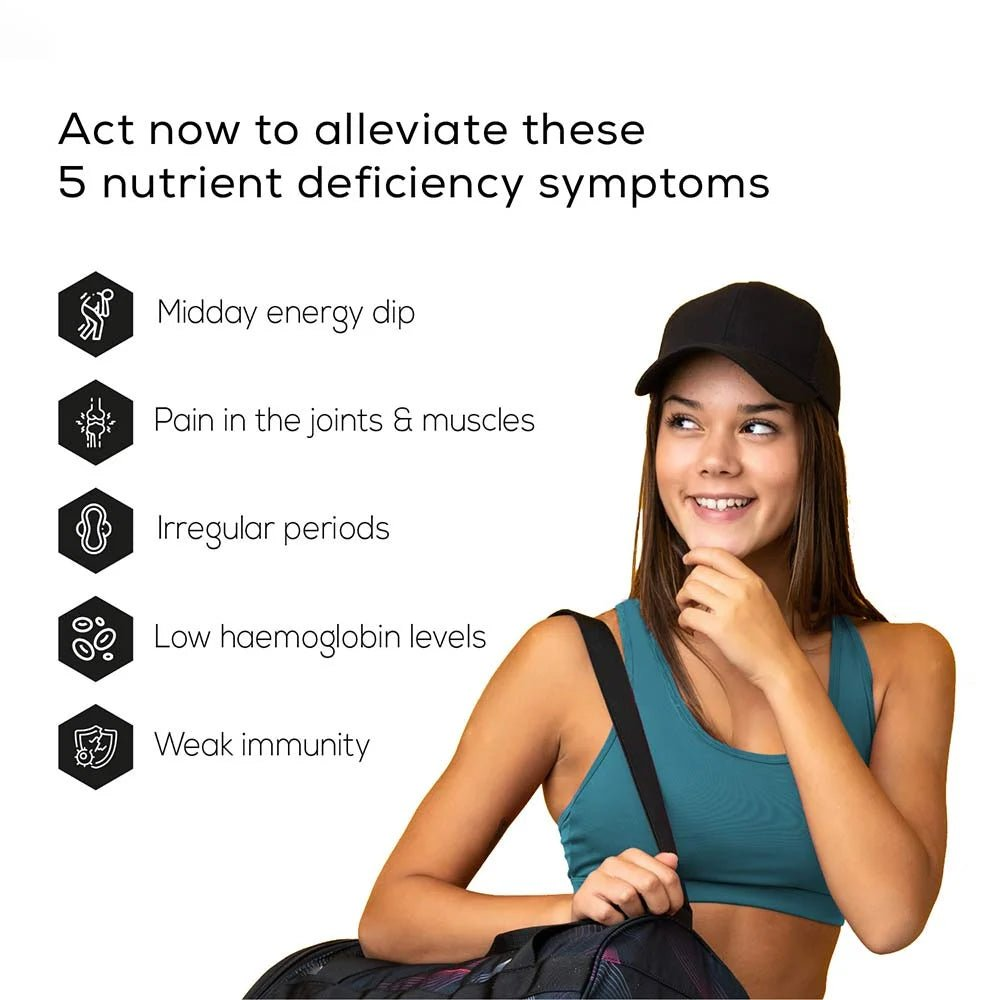 Act now to alleviate these
5 nutrient deficiency symptoms
Midday energy dip
Pain in the joints & muscles
Irregular periods
Low haemoglobin levels
Weak immunity